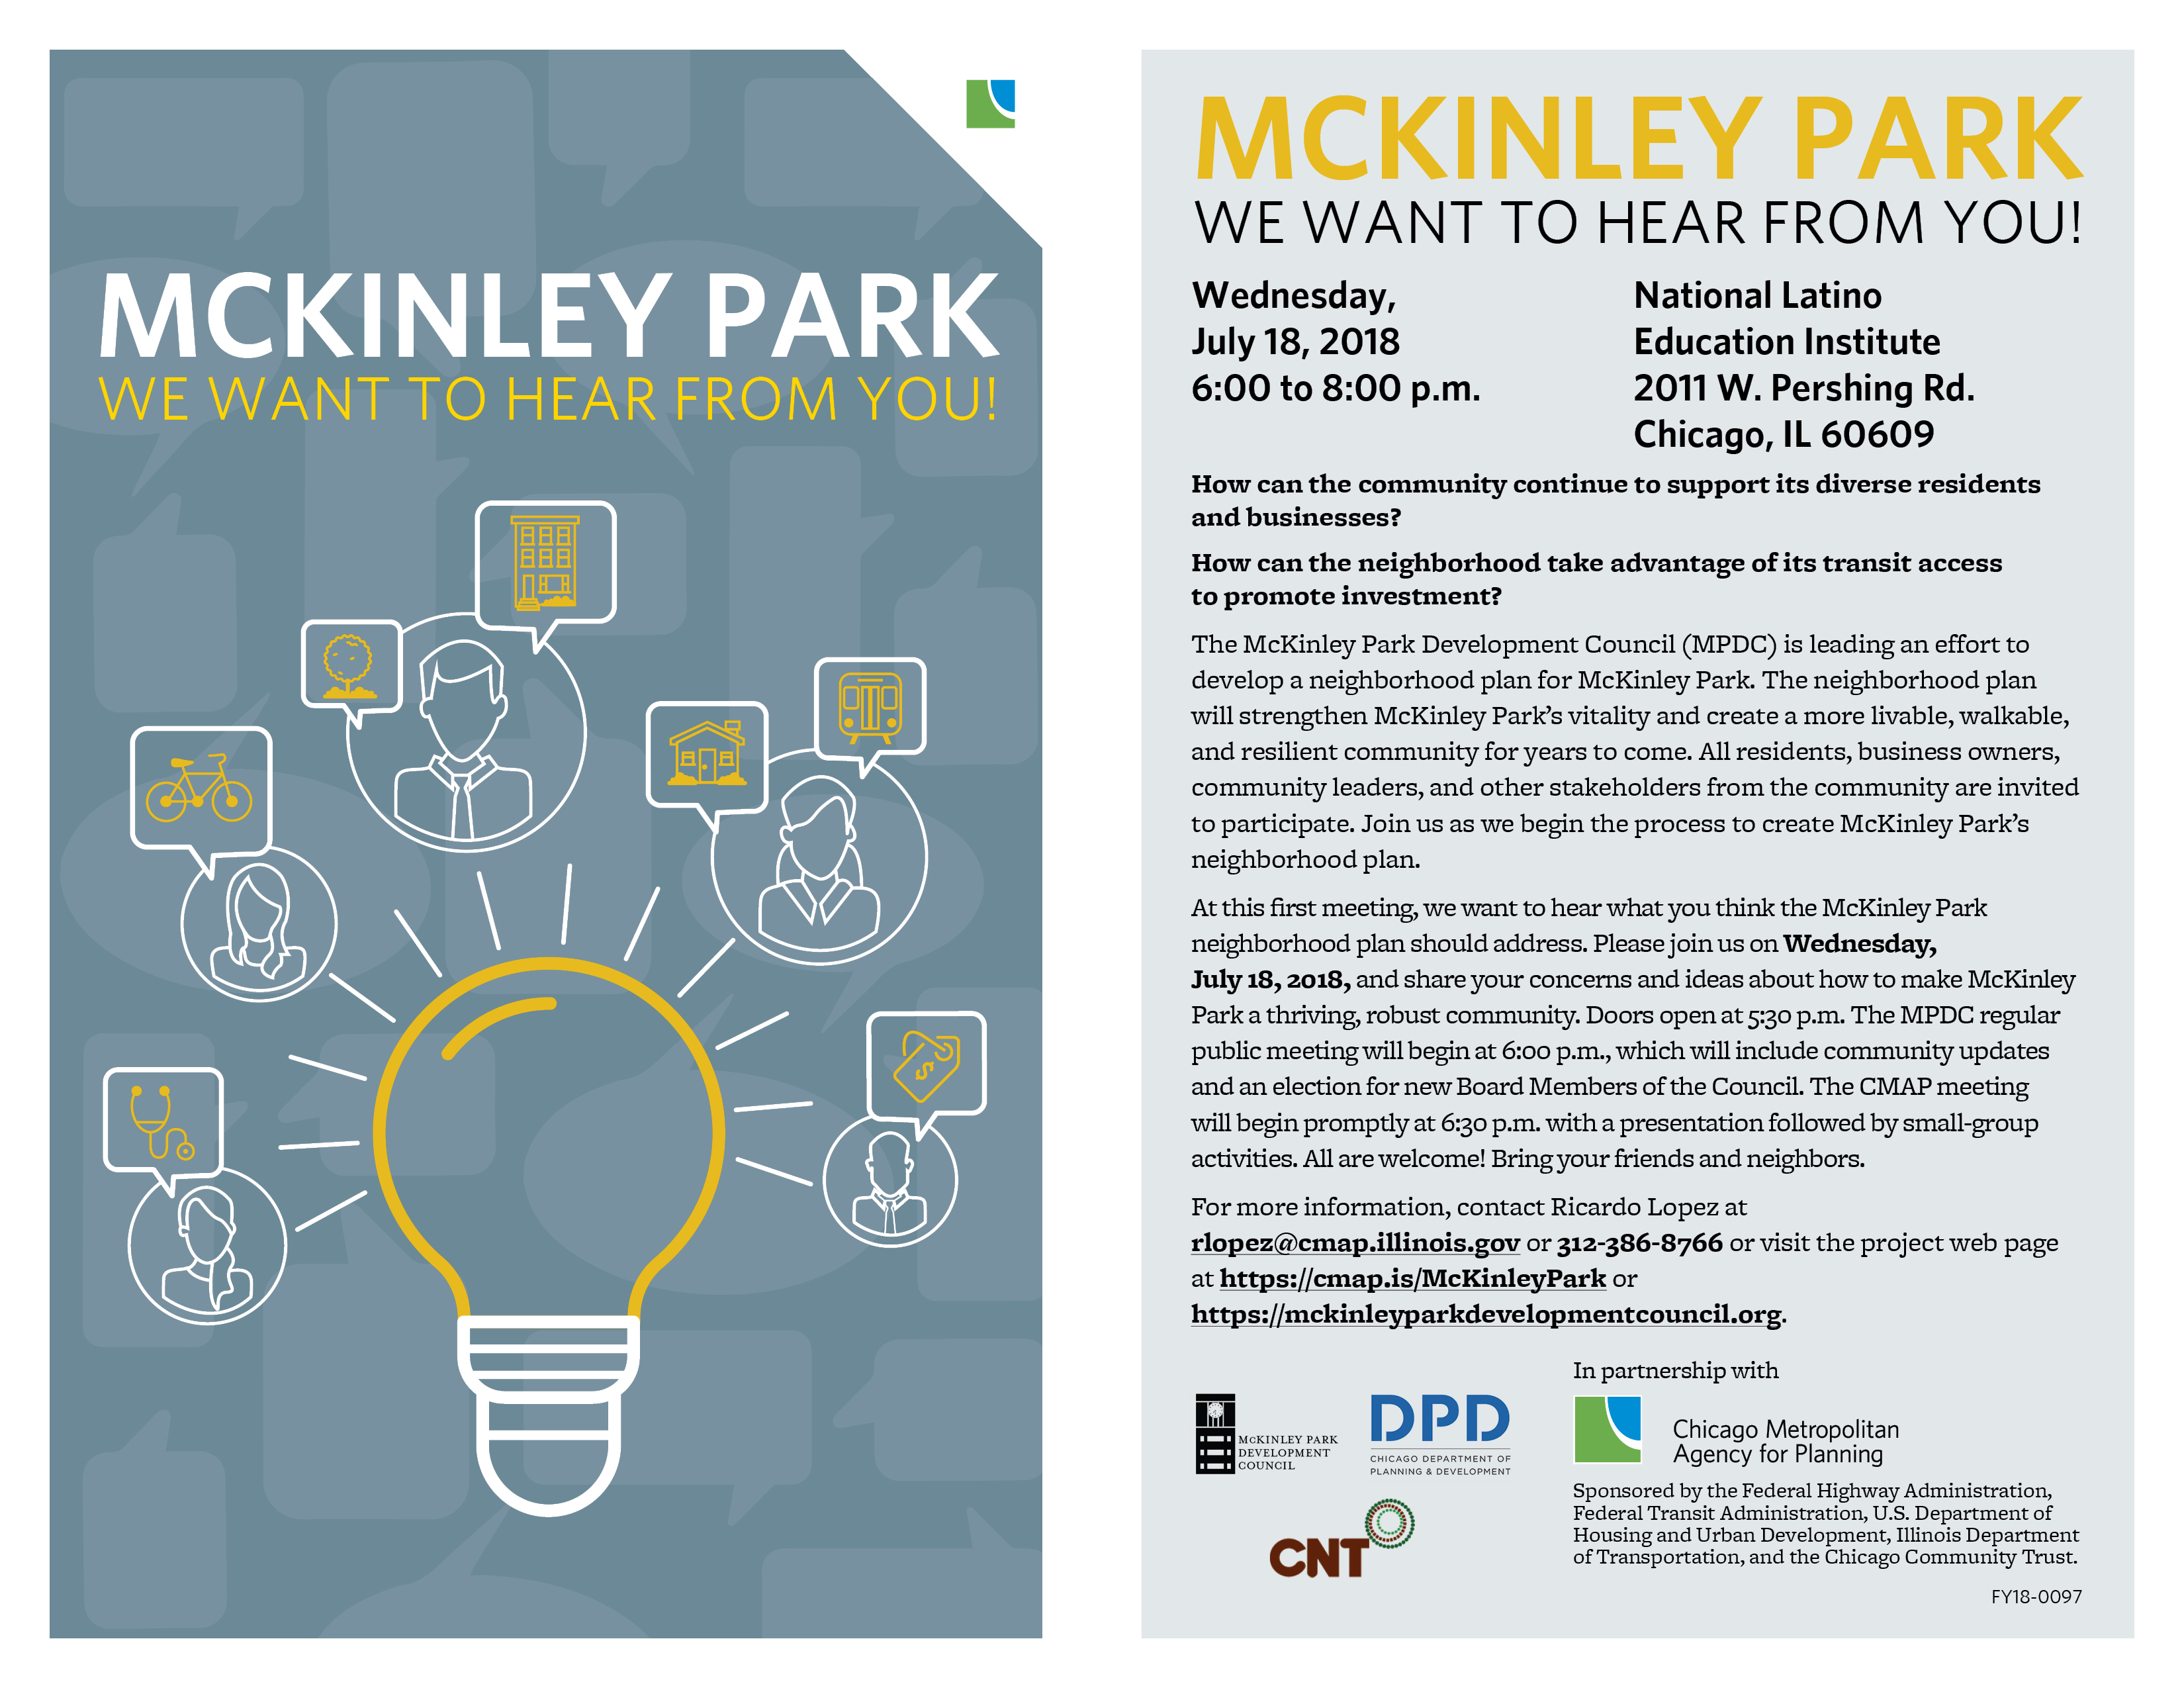 MCKINLEY PARK
WE WANT TO HEAR FROM YOU!
$
MCKINLEY PARK
WE WANT TO HEAR FROM YOU!
Wednesday,
July 18, 2018
6:00 to 8:00 p.m.
National Latino
Education Institute
2011 W. Pershing Rd.
Chicago, IL 60609
How can the community continue to support its diverse residents
and businesses?
How can the neighborhood take advantage of its transit access
to promote investment?
The McKinley Park Development Council (MPDC) is leading an effort to
develop a neighborhood plan for McKinley Park. The neighborhood plan
will strengthen McKinley Park’s vitality and create a more livable, walkable,
and resilient community for years to come. All residents, business owners,
community leaders, and other stakeholders from the community are invited
to participate. Join us as we begin the process to create McKinley Park’s
neighborhood plan.
At this first meeting, we want to hear what you think the McKinley Park
neighborhood plan should address. Please join us on Wednesday,
July 18, 2018, and share your concerns and ideas about how to make McKinley
Park a thriving, robust community. Doors open at 5:30 p.m. The MPDC regular
public meeting will begin at 6:00 p.m., which will include community updates
and an election for new Board Members of the Council. The CMAP meeting
will begin promptly at 6:30 p.m. with a presentation followed by small-group
activities. All are welcome! Bring your friends and neighbors.
For more information, contact Ricardo Lopez at
rlopez@cmap.illinois.gov or 312-386-8766 or visit the project web page
at https://cmap.is/McKinleyPark or
https://mckinleyparkdevelopmentcouncil.org.
McKINLEY PARK
DEVELOPMENT
COUNCIL
DPD
CHICAGO DEPARTMENT OF
PLANNING & DEVELOPMENT
CNT
In partnership with
Chicago Metropolitan
Agency for Planning
Sponsored by the Federal Highway Administration,
Federal Transit Administration, U.S. Department of
Housing and Urban Development, Illinois Department
of Transportation, and the Chicago Community Trust.
FY18-0097